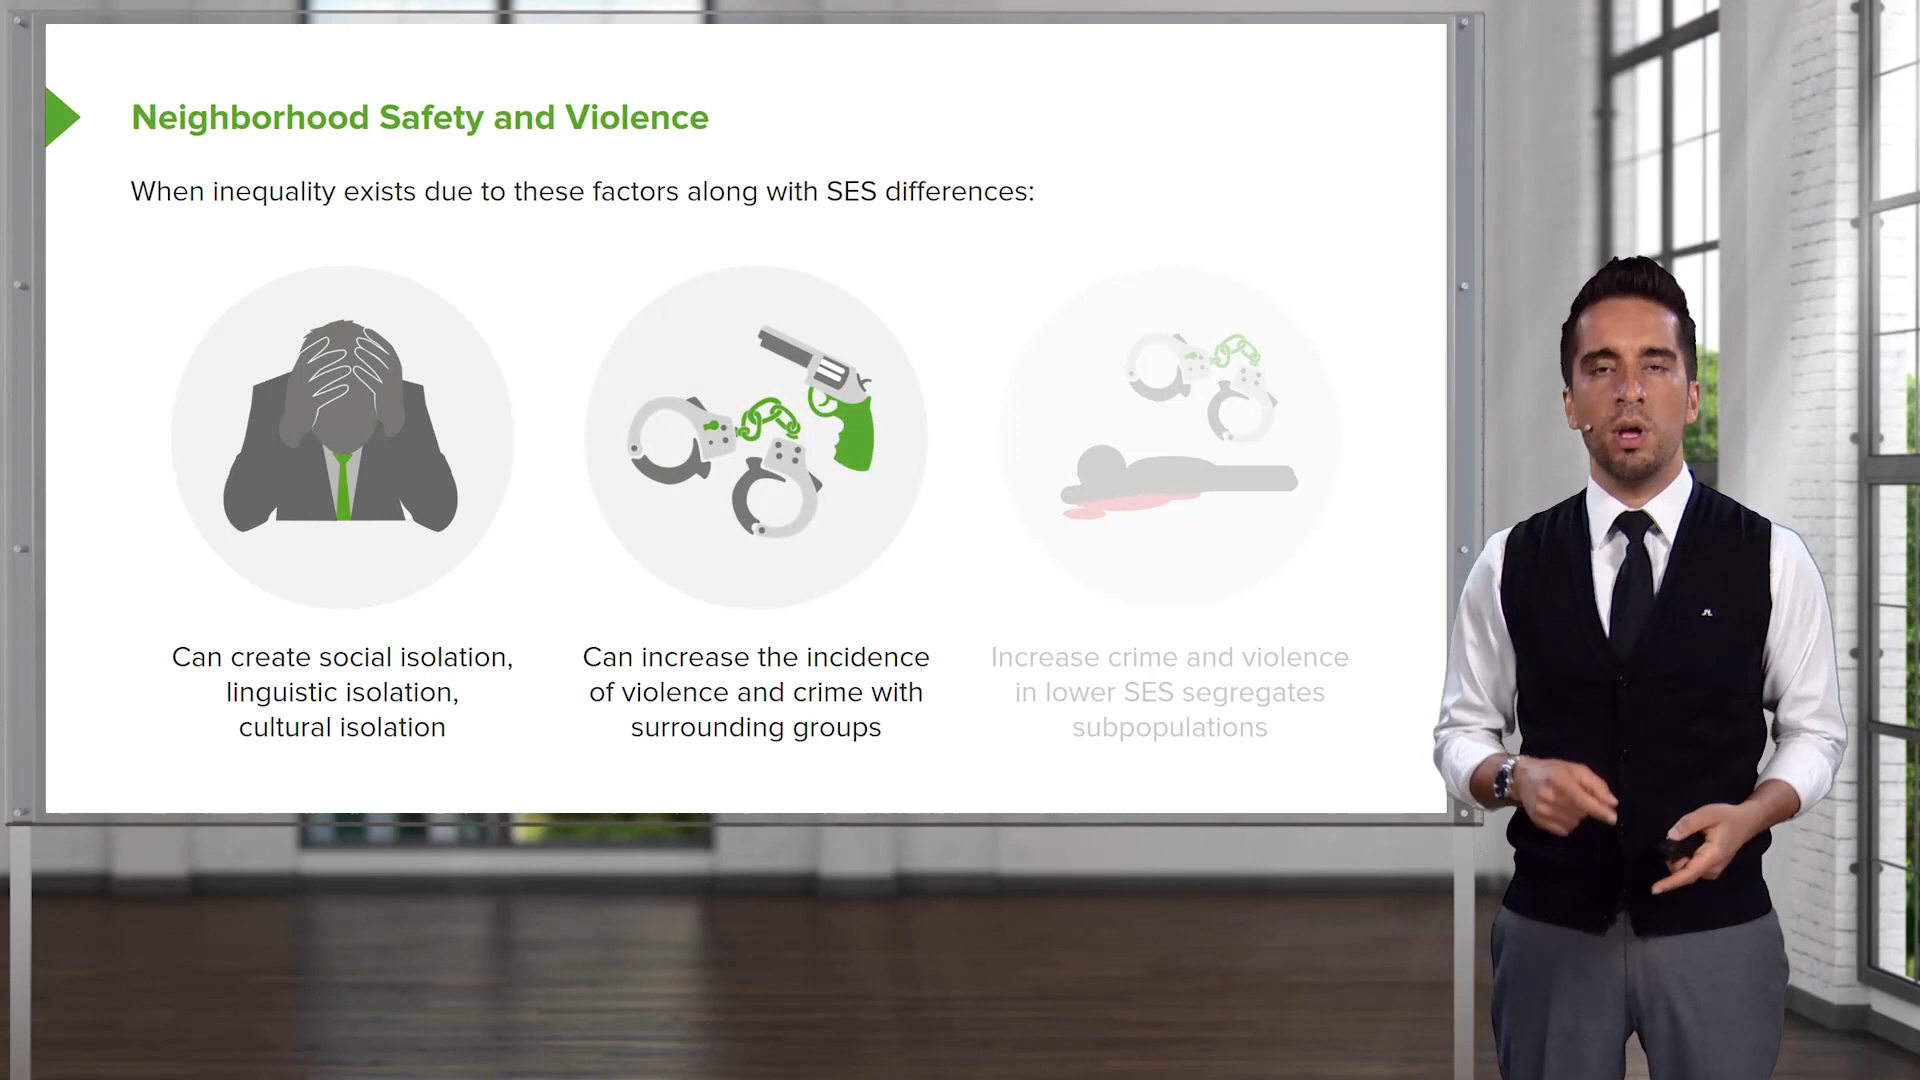 Neighborhood Safety and Violence
When inequality exists due to these factors along with SES differences:
Can create social isolation,
linguistic isolation,
cultural isolation
Can increase the incidence
of violence and crime with
surrounding groups
Increase crime and violence
in lower SES segregates
subpopulations